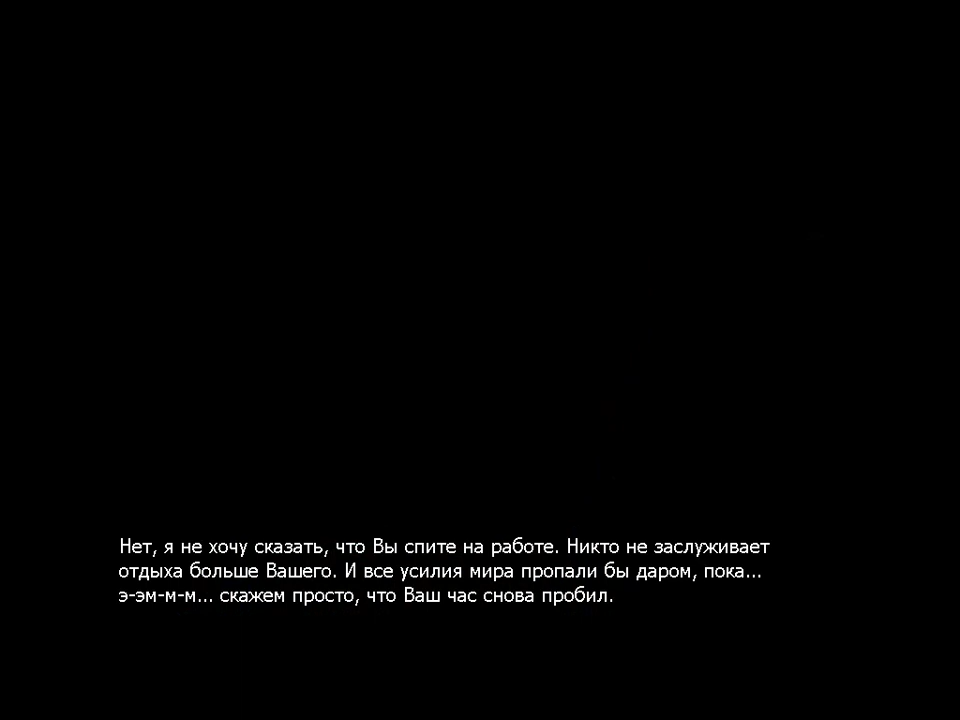 Нет, я не хочу сказать, что Вы спите на работе. Никто не заслуживает
отдыха больше Вашего. И все усилия мира пропали бы даром, пока...
э-эм-м-м... скажем просто, что Ваш час снова пробил.